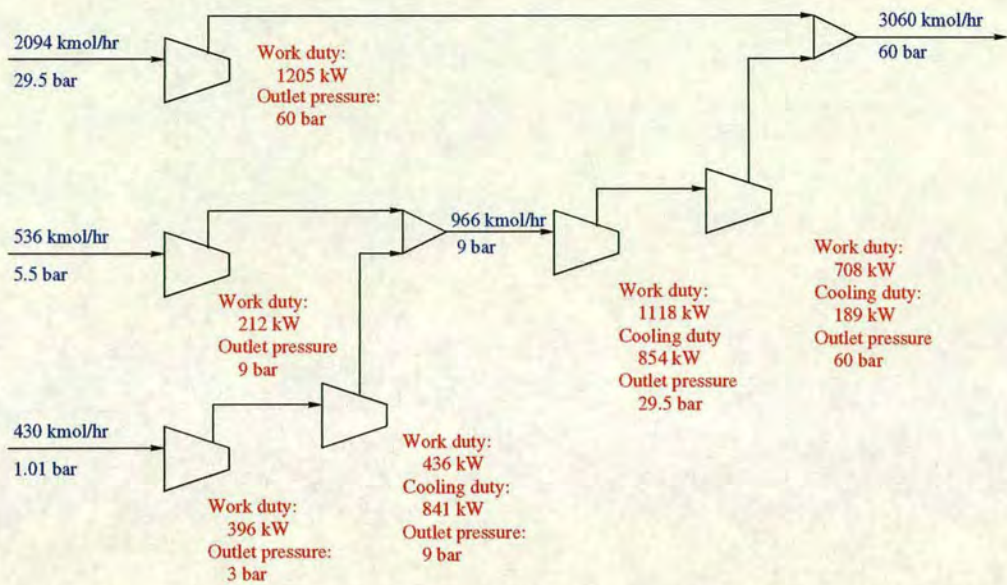 2094 kmol/hr
29.5 bar
Work duty:
1205 kW
Outlet pressure:
60 bar
3060 kmol/hr
60 bar
536 kmol/hr
5.5 bar
Work duty:
212 kW
Outlet pressure
9 bar
966 kmol/hr
9 bar
Work duty:
1118 kW
Cooling duty
854 kW
Outlet pressure
29.5 bar
Work duty:
708 kW
Cooling duty:
189 kW
Outlet pressure
60 bar
430 kmol/hr
1.01 bar
Work duty:
396 kW
Outlet pressure:
3 bar
Work duty:
436 kW
Cooling duty:
841 kW
Outlet pressure:
9 bar